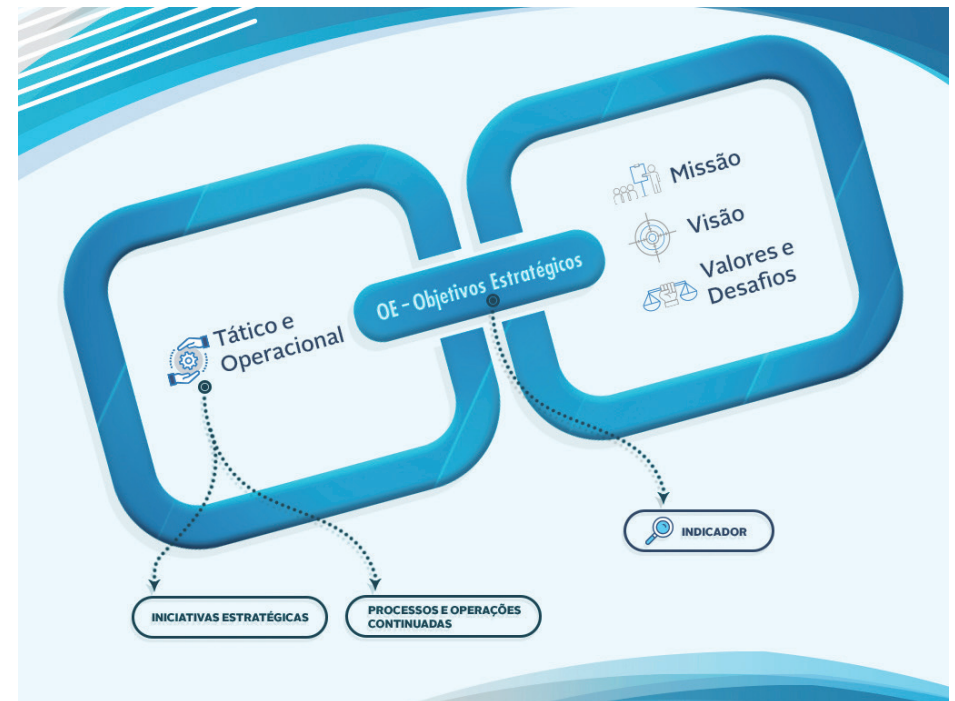 Missão
Visão
Valores e
Desafios
OE – Objetivos Estratégicos
Tático e
Operacional
INDICADOR
INICIATIVAS ESTRATÉGICAS
PROCESSOS E OPERAÇÕES
CONTINUADAS